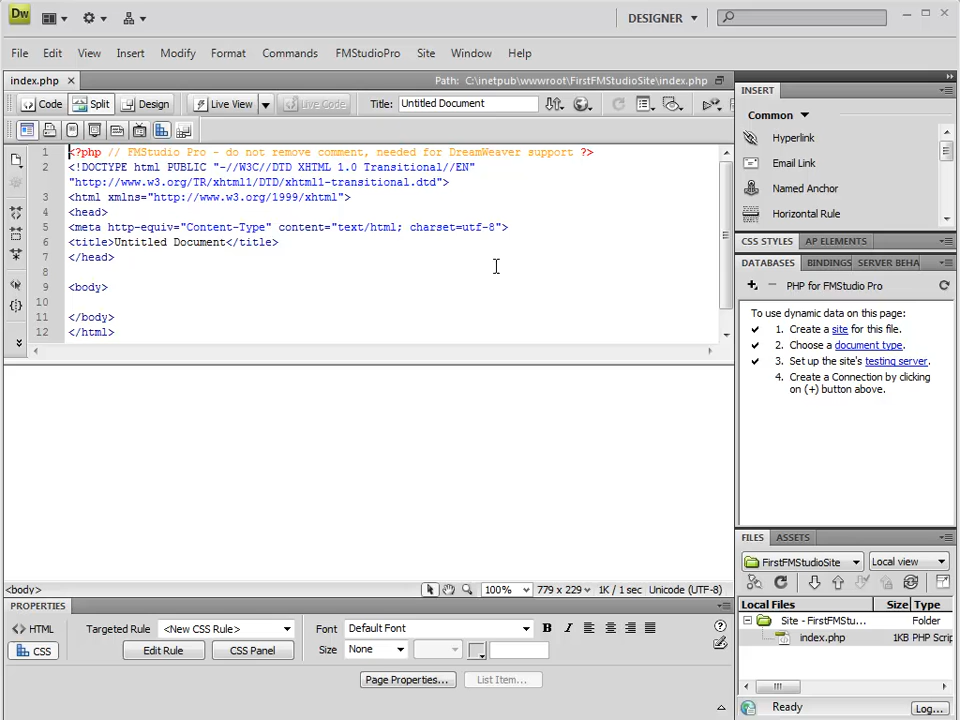 Dw
DESIGNER
File Edit View Insert Modify Format Commands FMStudioPro Site Window Help
index.php
Path: C:\inetpub\wwwroot\FirstFMStudioSite\index.php
Code Split Design Live View Live Code Title: Untitled Document
1 <?php // FMStudio Pro - do not remove comment, needed for DreamWeaver support ?>
2 <!DOCTYPE html PUBLIC "-//W3C//DTD XHTML 1.0 Transitional//EN"
"http://www.w3.org/TR/xhtml1/DTD/xhtml1-transitional.dtd">
3 <html xmlns="http://www.w3.org/1999/xhtml">
4 <head>
5 <meta http-equiv="Content-Type" content="text/html; charset=utf-8">
6 <title>Untitled Document</title>
7 </head>
8
9 <body>
10
11 </body>
12 </html>
<body>
100% 779 x 229 1K / 1 sec Unicode (UTF-8)
PROPERTIES
<> HTML Targeted Rule <New CSS Rule> Font Default Font B I
CSS Edit Rule CSS Panel Size None
Page Properties... List Item...
INSERT
Common
Hyperlink
Email Link
Named Anchor
Horizontal Rule
CSS STYLES AP ELEMENTS
DATABASES BINDINGS SERVER BEHA
PHP for FMStudio Pro
To use dynamic data on this page:
1. Create a site for this file.
2. Choose a document type.
3. Set up the site's testing server.
4. Create a Connection by clicking
on (+) button above.
FILES ASSETS
FirstFMStudioSite Local view
Local Files Size Type
Site - FirstFMStu... Folder
index.php 1KB PHP Scrip
Ready Log...